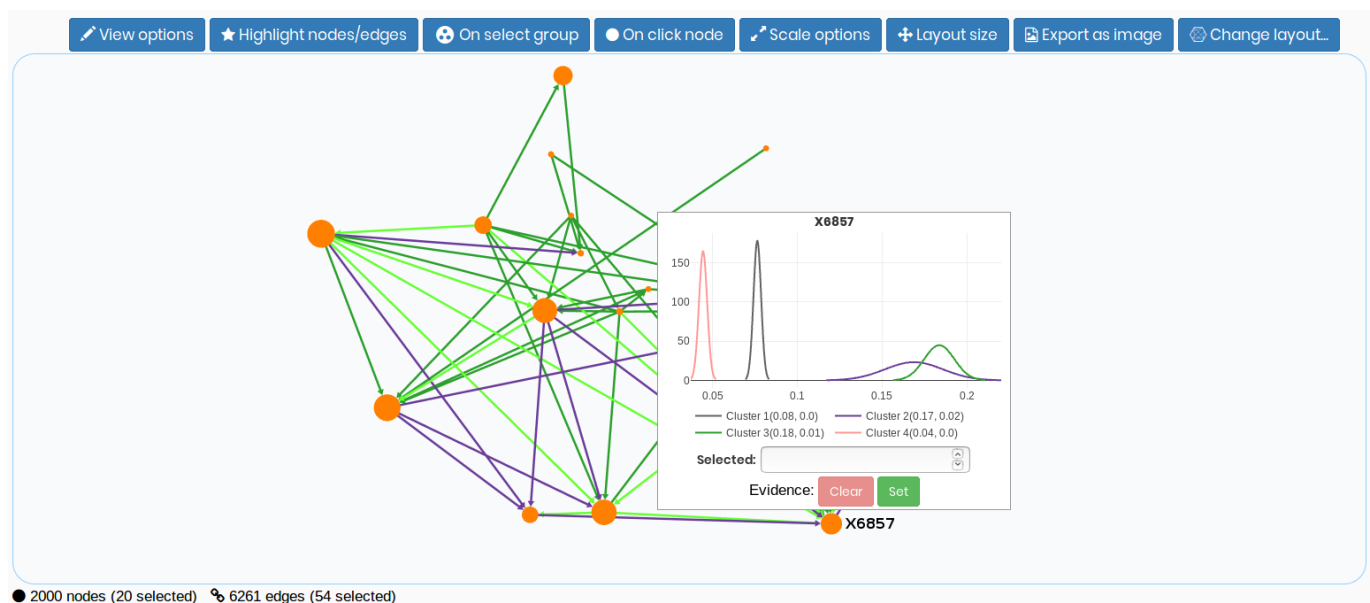 View options Highlight nodes/edges On select group On click node Scale options Layout size Export as image Change layout...
X6857
150
100
50
0
0.05 0.1 0.15 0.2
Cluster 1(0.08, 0.0) Cluster 2(0.17, 0.02)
Cluster 3(0.18, 0.01) Cluster 4(0.04, 0.0)
Selected:
Evidence: Clear Set
X6857
2000 nodes (20 selected) 6261 edges (54 selected)